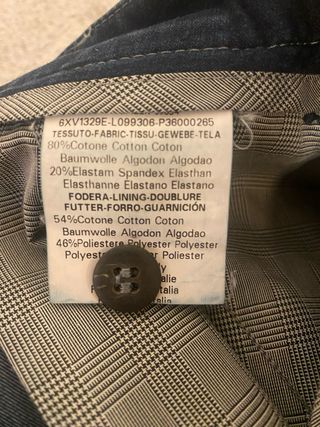 6XV1329E-L099306-P36000265
TESSUTO-FABRIC-TISSU-GEWEBE-TELA
80%Cotone Cotton Coton
Baumwolle Algodon Algodao
20%Elastam Spandex Elasthan
Elasthanne Elastano Elastano
FODERA-LINING-DOUBLURE
FUTTER-FORRO-GUARNICIÓN
54%Cotone Cotton Coton
Baumwolle Algodon Algodao
46%Poliestere Polyester Polyester
Polye Poliester